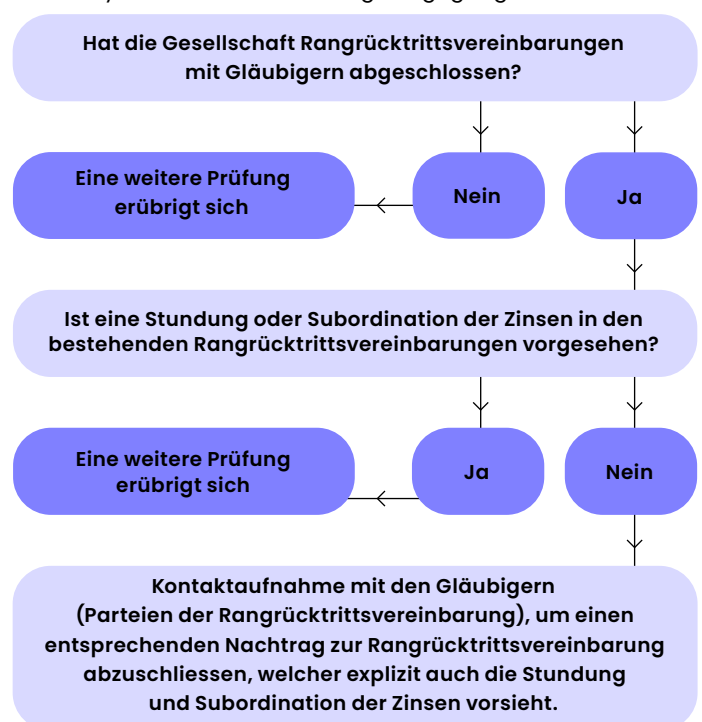 Hat die Gesellschaft Rangrücktrittsvereinbarungen
mit Gläubigern abgeschlossen?
Eine weitere Prüfung
erübrigt sich
Nein
Ja
Ist eine Stundung oder Subordination der Zinsen in den
bestehenden Rangrücktrittsvereinbarungen vorgesehen?
Eine weitere Prüfung
erübrigt sich
Ja
Nein
Kontaktaufnahme mit den Gläubigern
(Parteien der Rangrücktrittsvereinbarung), um einen
entsprechenden Nachtrag zur Rangrücktrittsvereinbarung
abzuschliessen, welcher explizit auch die Stundung
und Subordination der Zinsen vorsieht.